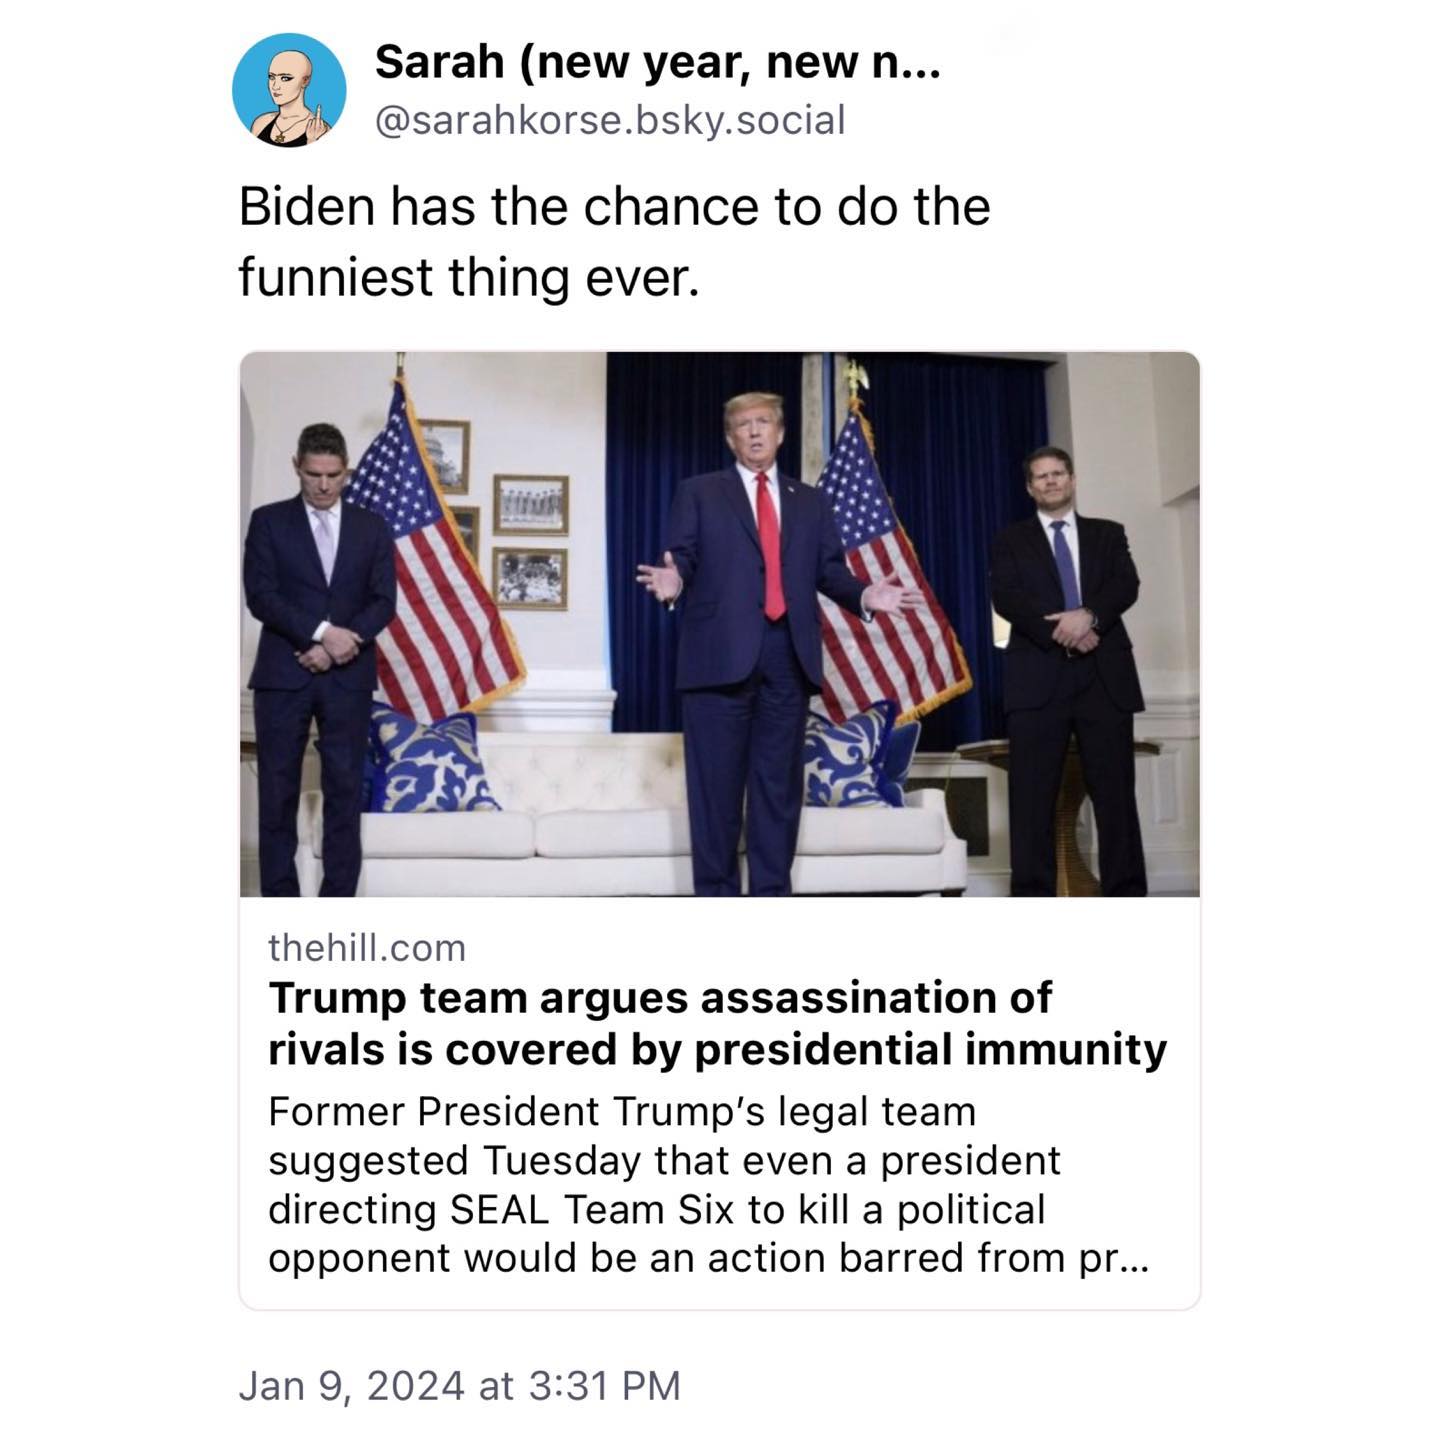 Sarah (new year, new n...
@sarahkorse.bsky.social
Biden has the chance to do the
funniest thing ever.
thehill.com
Trump team argues assassination of
rivals is covered by presidential immunity
Former President Trump’s legal team
suggested Tuesday that even a president
directing SEAL Team Six to kill a political
opponent would be an action barred from pr...
Jan 9, 2024 at 3:31 PM